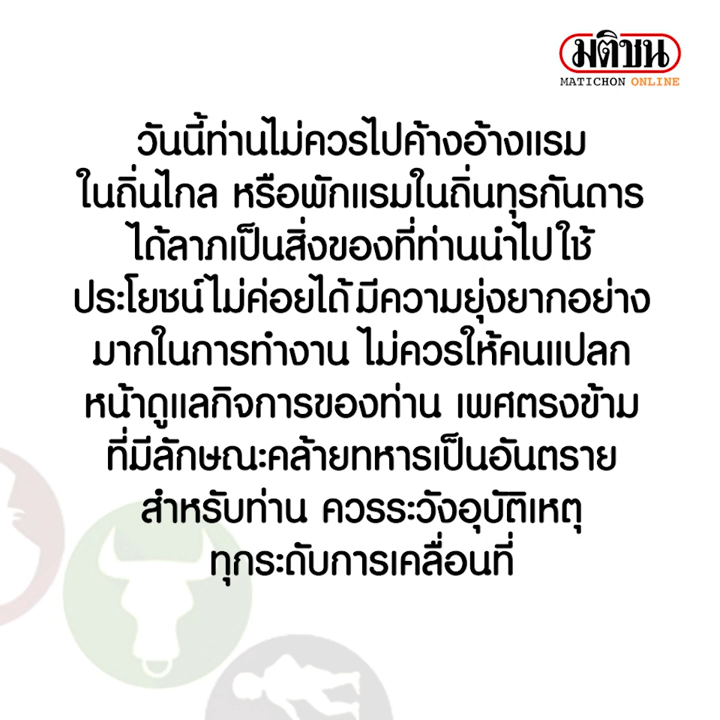 มติชน
MATICHON ONLINE
วันนี้ท่านไม่ควรไปค้างอ้างแรม
ในถิ่นไกล หรือพักแรมในถิ่นทุรกันดาร
ได้ลาภเป็นสิ่งของที่ท่านนำไปใช้
ประโยชน์ไม่ค่อยได้ มีความยุ่งยากอย่าง
มากในการทำงาน ไม่ควรให้คนแปลก
หน้าดูแลกิจการของท่าน เพศตรงข้าม
ที่มีลักษณะคล้ายทหารเป็นอันตราย
สำหรับท่าน ควรระวังอุบัติเหตุ
ทุกระดับการเคลื่อนที่